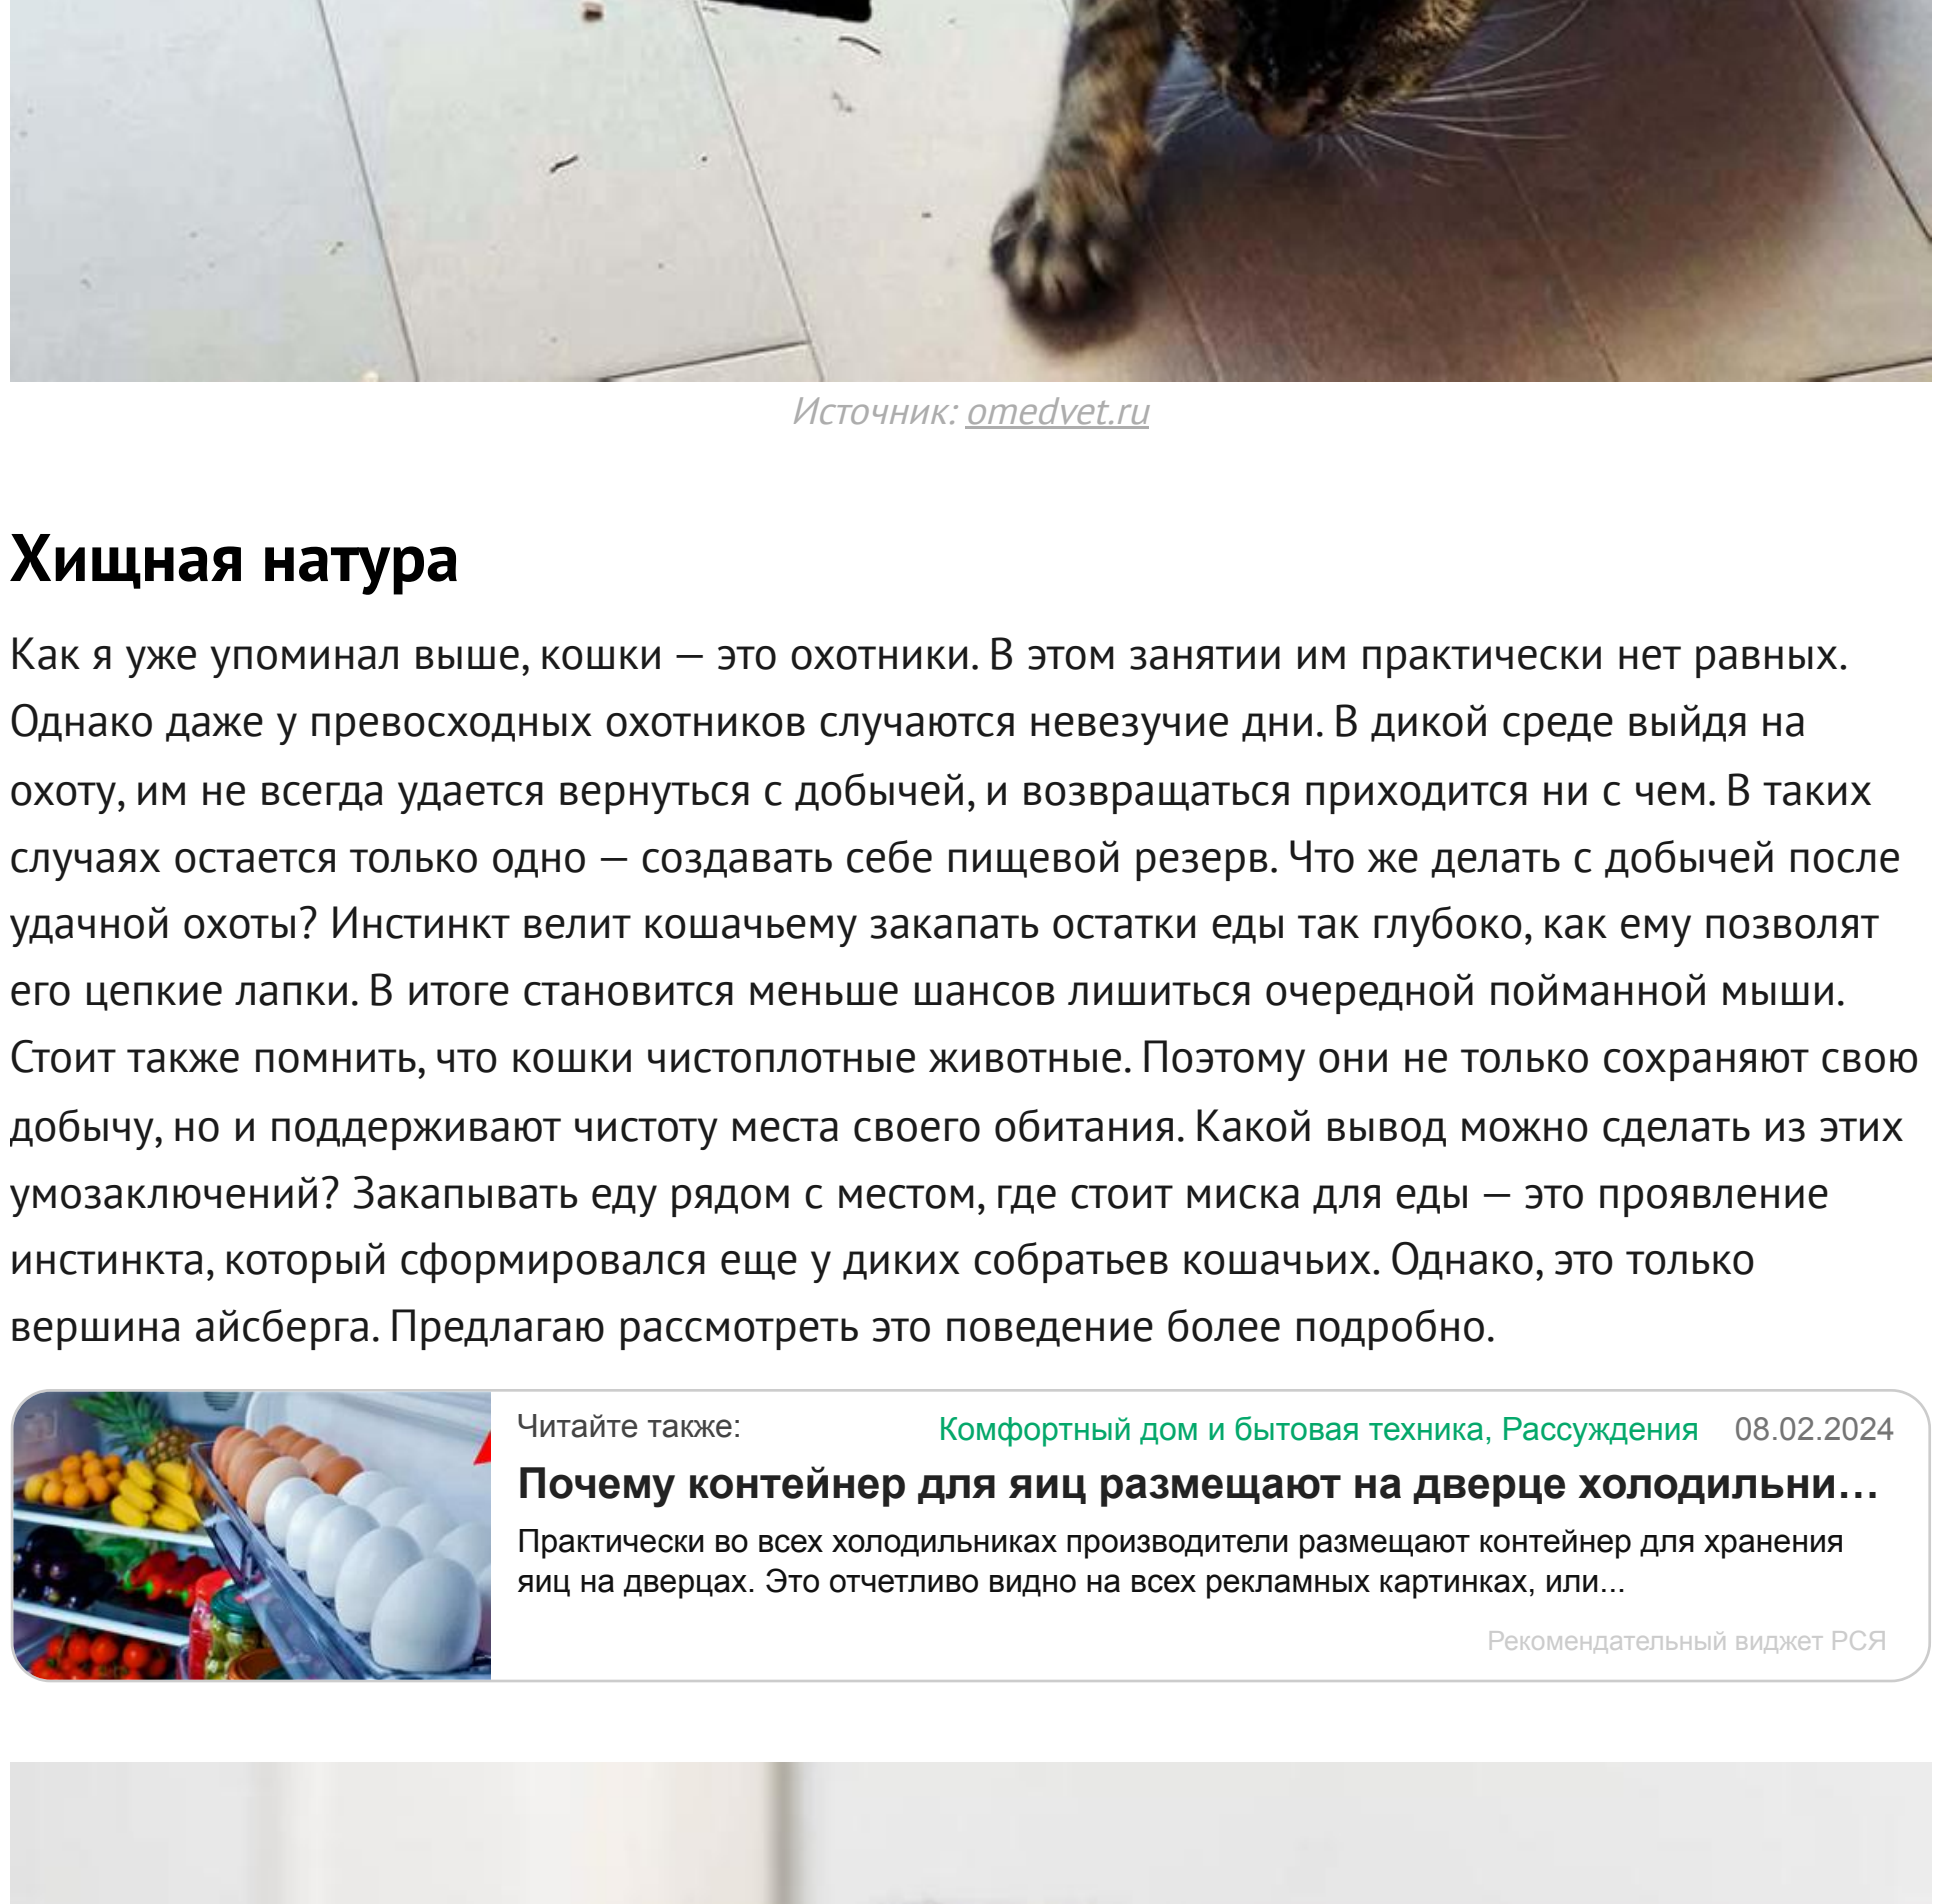 Источник: omedvet.ru
Хищная натура
Как я уже упоминал выше, кошки — это охотники. В этом занятии им практически нет равных.
Однако даже у превосходных охотников случаются невезучие дни. В дикой среде выйдя на
охоту, им не всегда удается вернуться с добычей, и возвращаться приходится ни с чем. В таких
случаях остается только одно — создавать себе пищевой резерв. Что же делать с добычей после
удачной охоты? Инстинкт велит кошачьему закапать остатки еды так глубоко, как ему позволят
его цепкие лапки. В итоге становится меньше шансов лишиться очередной пойманной мыши.
Стоит также помнить, что кошки чистоплотные животные. Поэтому они не только сохраняют свою
добычу, но и поддерживают чистоту места своего обитания. Какой вывод можно сделать из этих
умозаключений? Закапывать еду рядом с местом, где стоит миска для еды — это проявление
инстинкта, который сформировался еще у диких собратьев кошачьих. Однако, это только
вершина айсберга. Предлагаю рассмотреть это поведение более подробно.
Читайте также: Комфортный дом и бытовая техника, Рассуждения 08.02.2024
Почему контейнер для яиц размещают на дверце холодильни...
Практически во всех холодильниках производители размещают контейнер для хранения
яиц на дверцах. Это отчетливо видно на всех рекламных картинках, или...
Рекомендательный виджет РСЯ